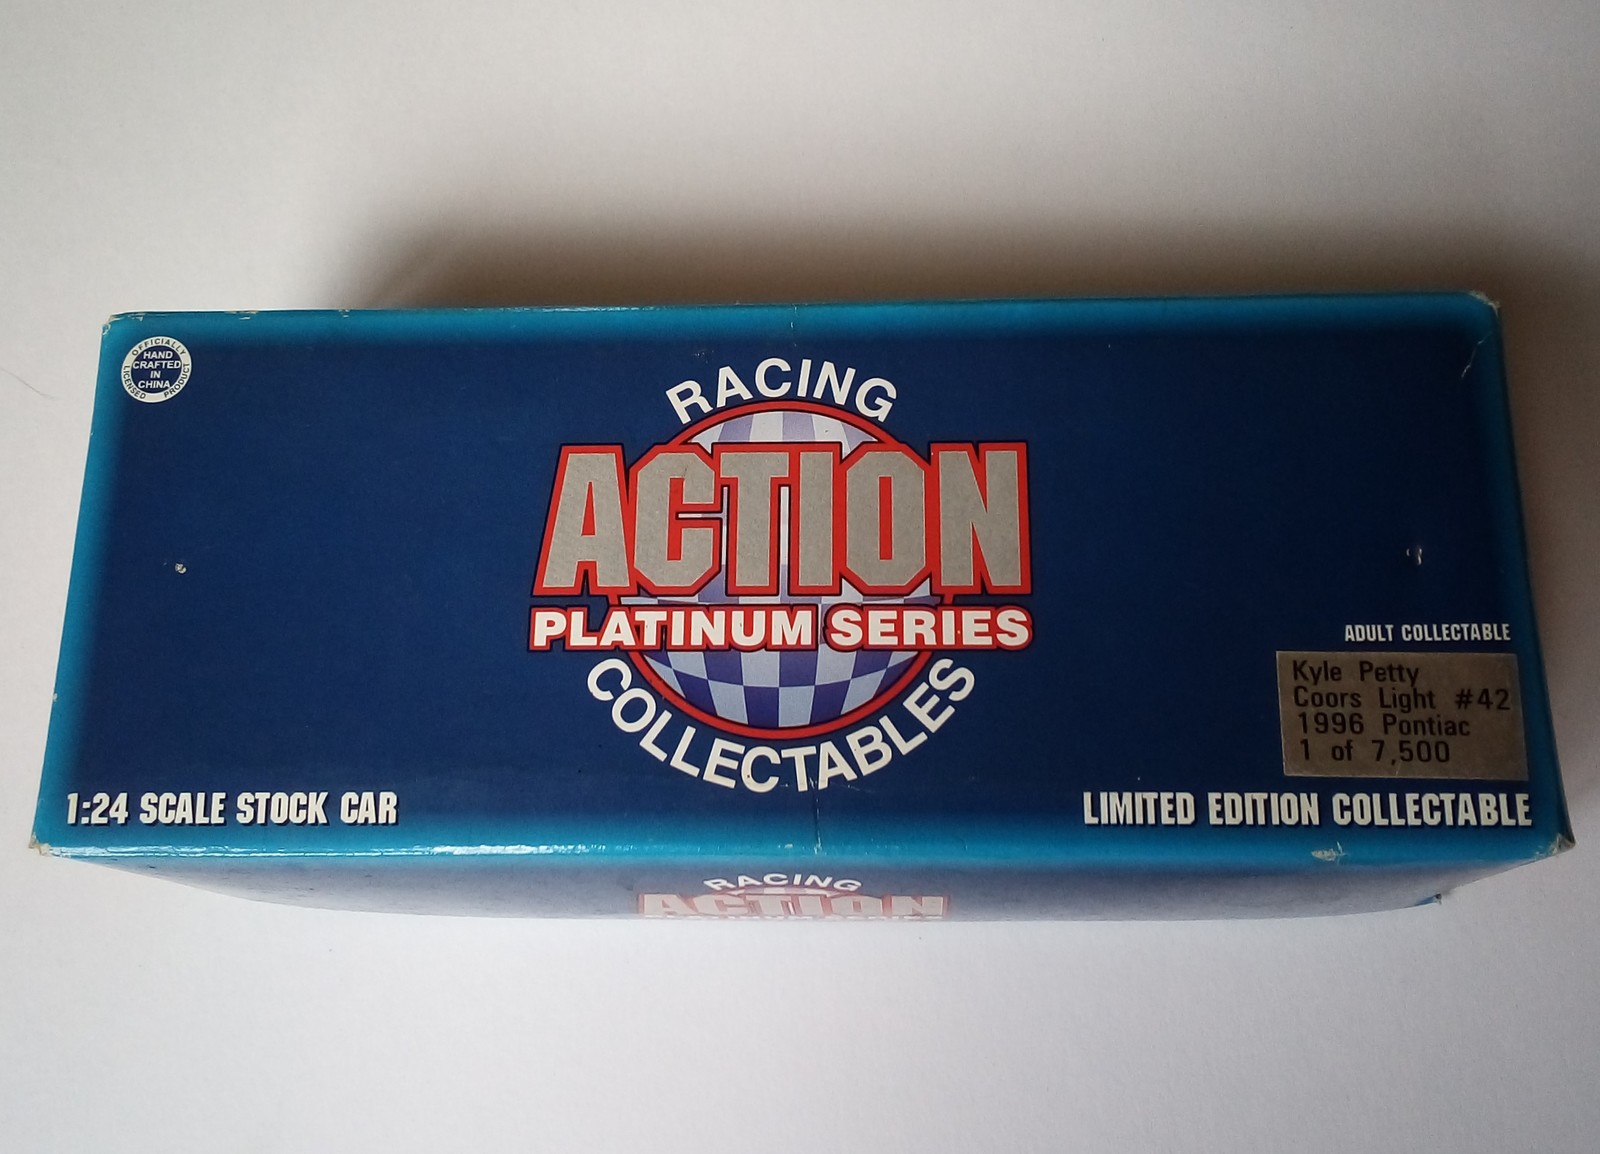 OFFICIALLY
LICENSED PRODUCT
HAND
CRAFTED
IN
CHINA
RACING
ACTION
PLATINUM SERIES
COLLECTABLES
ADULT COLLECTABLE
Kyle Petty
Coors Light #42
1996 Pontiac
1 of 7,500
1:24 SCALE STOCK CAR
LIMITED EDITION COLLECTABLE
RACING
ACTION